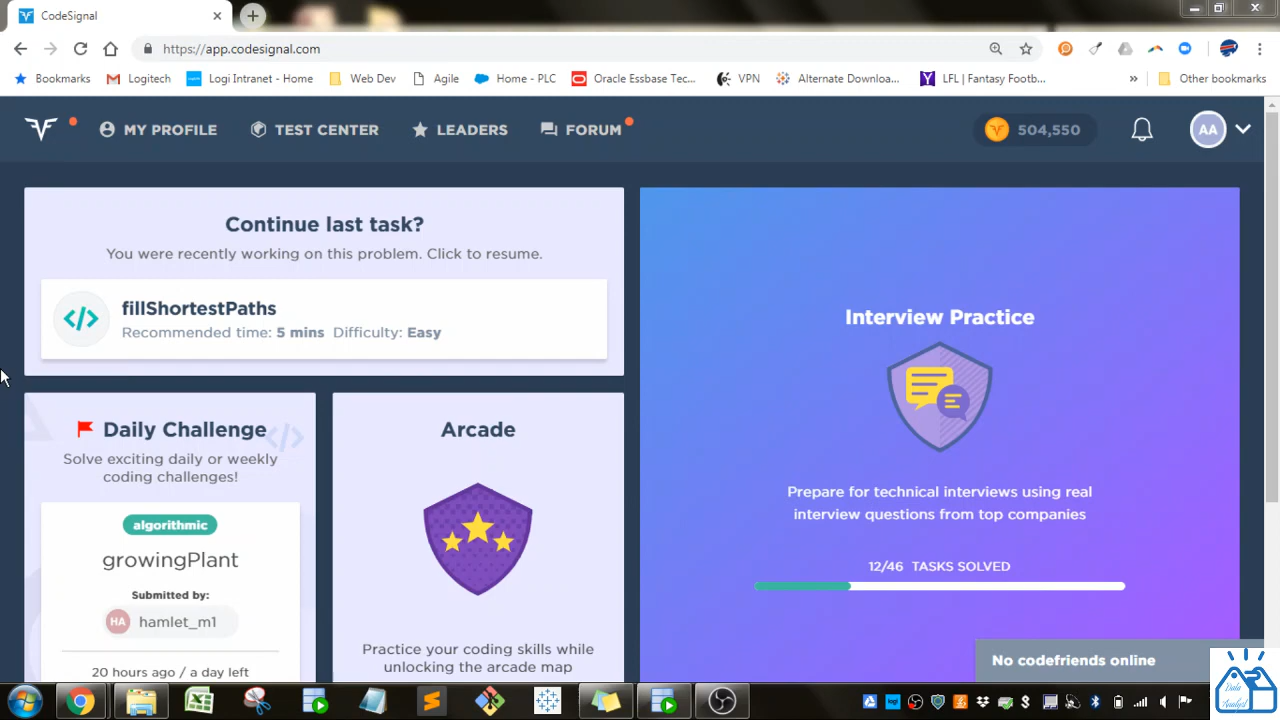 CodeSignal
https://app.codesignal.com
Bookmarks
Logitech
Logi Intranet - Home
Web Dev
Agile
Home - PLC
Oracle Essbase Tec...
VPN
Alternate Downloa...
LFL | Fantasy Footb...
»
Other bookmarks
MY PROFILE
TEST CENTER
LEADERS
FORUM
504,550
AA
Continue last task?
You were recently working on this problem. Click to resume.
</>
fillShortestPaths
Recommended time: 5 mins Difficulty: Easy
Daily Challenge
Solve exciting daily or weekly
coding challenges!
algorithmic
growingPlant
Submitted by:
HA hamlet_m1
20 hours ago / a day left
Arcade
Practice your coding skills while
unlocking the arcade map
Interview Practice
Prepare for technical interviews using real
interview questions from top companies
12/46 TASKS SOLVED
No codefriends online
Data
Analyst